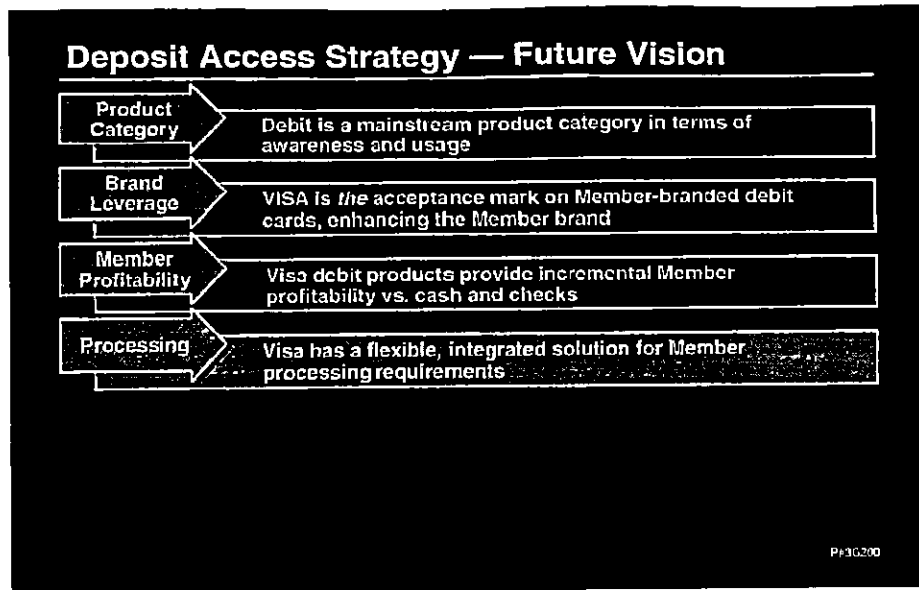 Deposit Access Strategy — Future Vision
Product
Category
Debit is a mainstream product category in terms of
awareness and usage
Brand
Leverage
VISA is the acceptance mark on Member-branded debit
cards, enhancing the Member brand
Member
Profitability
Visa debit products provide incremental Member
profitability vs. cash and checks
Processing
Visa has a flexible, integrated solution for Member
processing requirements